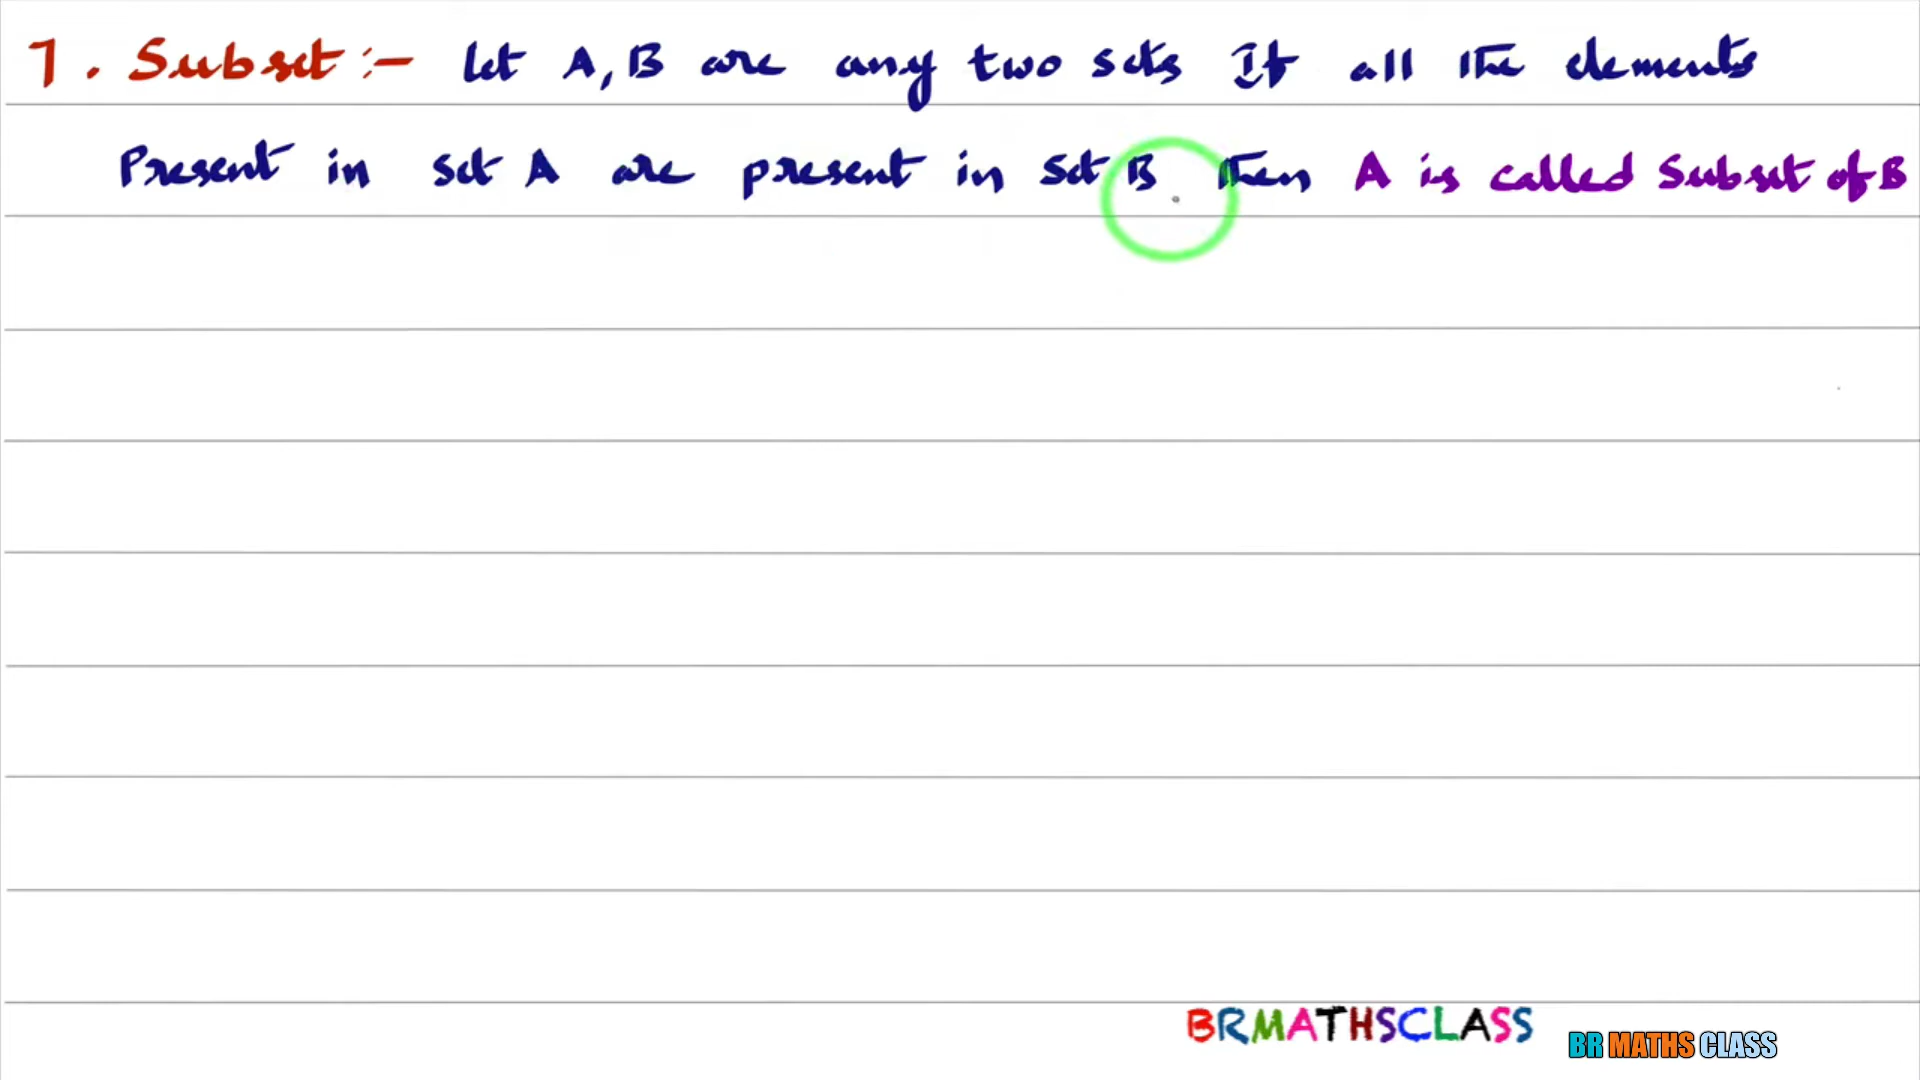 7. Subset :- let A, B are any two sets If all the elements
Present in set A are present in set B then A is called Subset of B
BRMATHSCLASS
BR MATHS CLASS